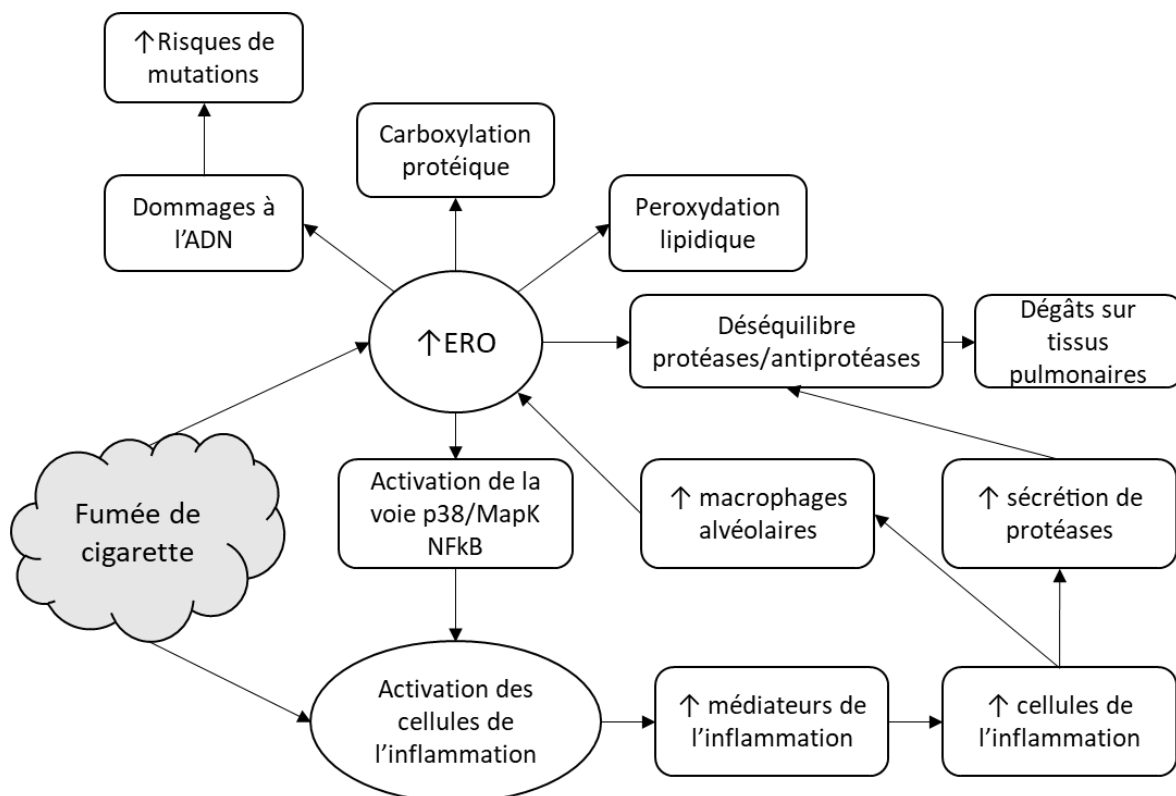 ↑Risques de
mutations
Carboxylation
protéique
Dommages à
l’ADN
Peroxydation
lipidique
↑ERO
Déséquilibre
protéases/antiprotéases
Dégâts sur
tissus
pulmonaires
Fumée de
cigarette
Activation de la
voie p38/MapK
NFkB
↑ macrophages
alvéolaires
↑ sécrétion de
protéases
Activation des
cellules de
l’inflammation
↑ médiateurs de
l’inflammation
↑ cellules de
l’inflammation